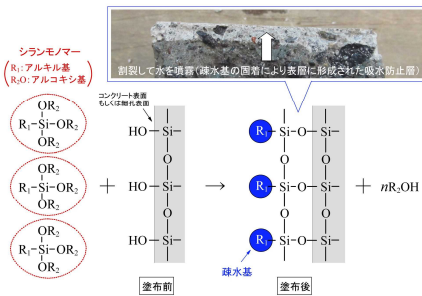 シランモノマー
R₁: アルキル基
R₂O: アルコキシ基
割裂して水を噴霧(疎水基の固着により表層に形成された吸水防止層)
コンクリート表面
もしくは細孔表面
OR₂
R₁−Si−OR₂
OR₂
OR₂
R₁−Si−OR₂
OR₂
OR₂
R₁−Si−OR₂
OR₂
+
HO−Si−
O
HO−Si−
O
HO−Si−
→
R₁−Si−O−Si−
O O
R₁−Si−O−Si−
O O
R₁−Si−O−Si−
+ nR₂OH
疎水基
塗布前
塗布後